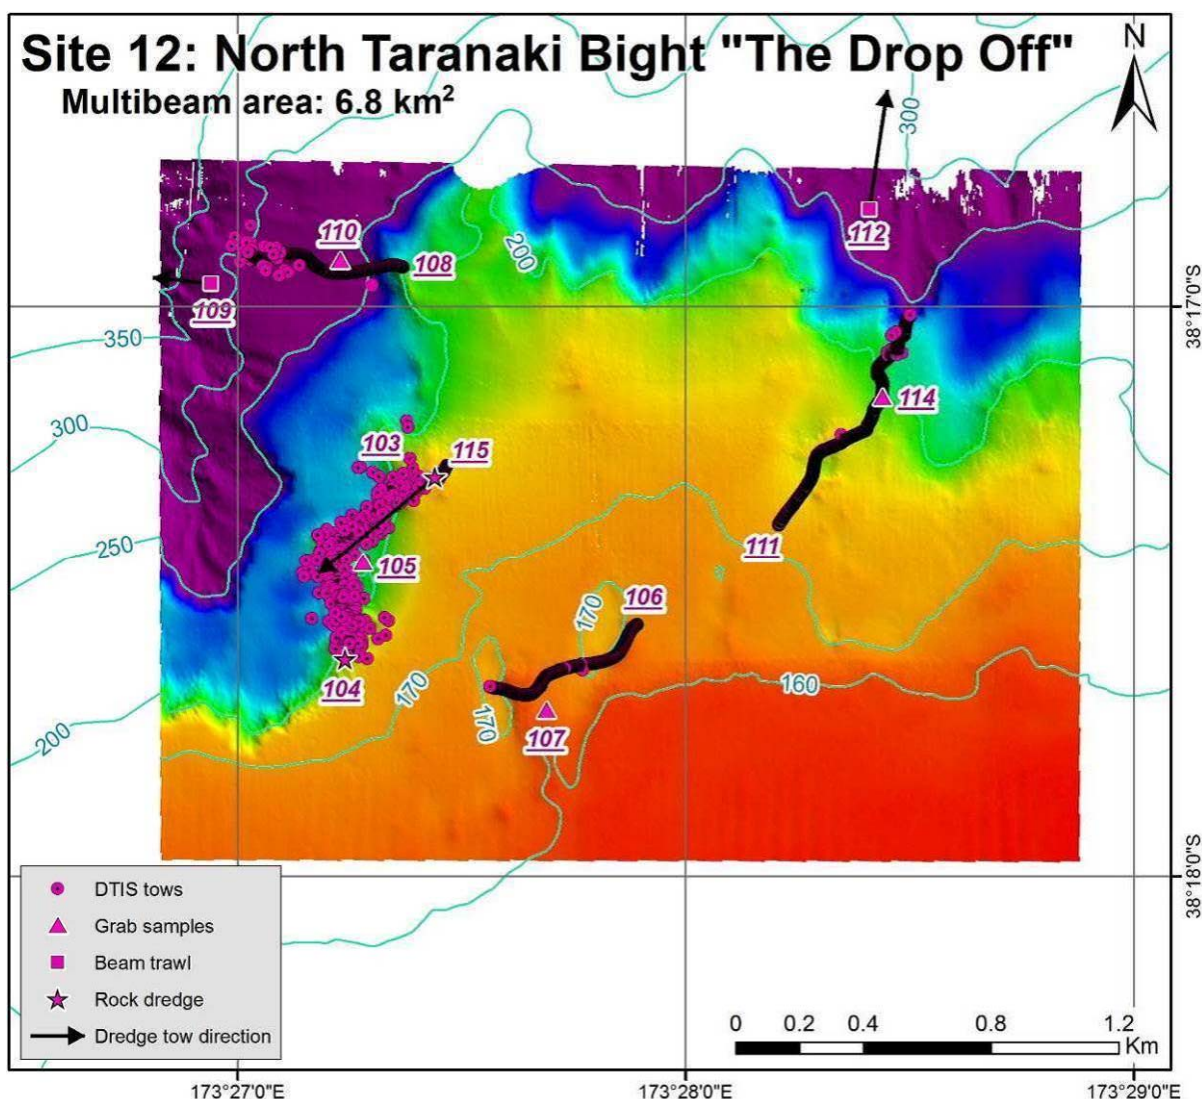 Site 12: North Taranaki Bight "The Drop Off"
Multibeam area: 6.8 km²
N
300
110
108
200
112
109
38°17'0"S
350
114
300
103
115
250
105
111
106
170
104
170
160
107
170
200
38°18'0"S
DTIS tows
Grab samples
Beam trawl
Rock dredge
Dredge tow direction
0 0.2 0.4 0.8 1.2
Km
173°27'0"E 173°28'0"E 173°29'0"E